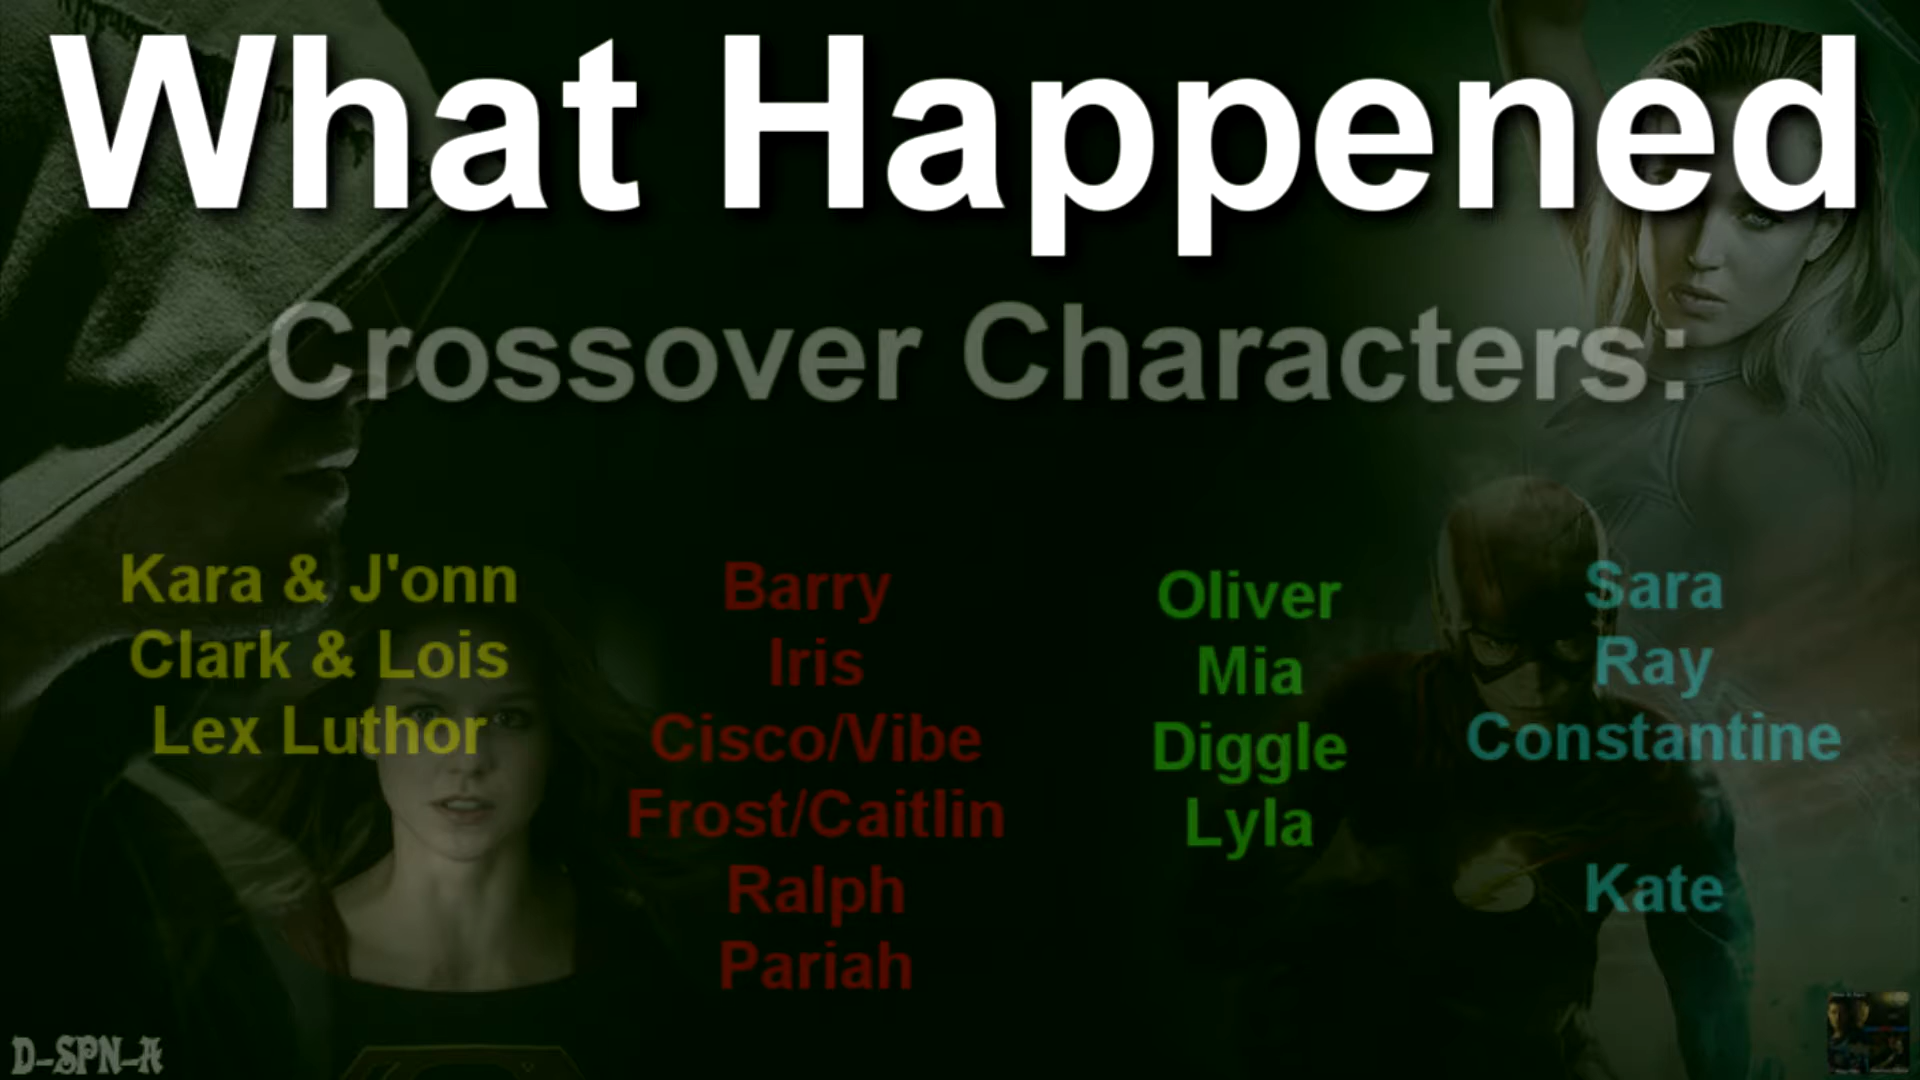 What Happened
Crossover Characters:
Kara & J'onn
Clark & Lois
Lex Luthor
Barry
Iris
Cisco/Vibe
Frost/Caitlin
Ralph
Pariah
Oliver
Mia
Diggle
Lyla
Sara
Ray
Constantine
Kate
D-SPN-A